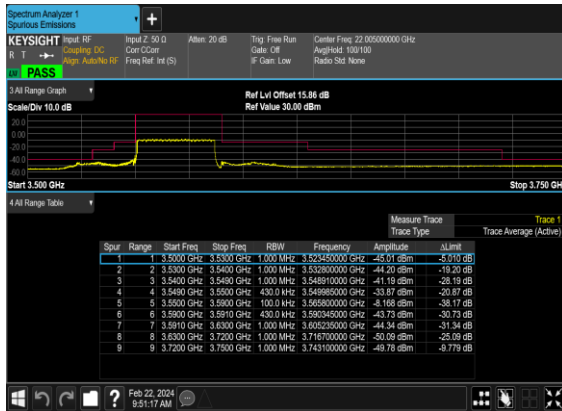 Spectrum Analyzer 1
Spurious Emissions
+
KEYSIGHT Input: RF Input Z: 50 Ω Atten: 20 dB Trig: Free Run Center Freq: 22.005000000 GHz
R T Coupling: DC Corr CCorr Gate: Off Avg|Hold: 100/100
Align: Auto/No RF Freq Ref: Int (S) IF Gain: Low Radio Std: None
PASS
3 All Range Graph
Ref Lvl Offset 15.86 dB
Scale/Div 10.0 dB Ref Value 30.00 dBm
20.0
0.00
-20.0
-40.0
-60.0
Start 3.500 GHz Stop 3.750 GH
4 All Range Table
Measure Trace Trace 1
Trace Type Trace Average (Active)
Spur Range Start Freq Stop Freq RBW Frequency Amplitude ΔLimit
1 1 3.5000 GHz 3.5300 GHz 1.000 MHz 3.523450000 GHz -45.01 dBm -5.010 dB
2 2 3.5300 GHz 3.5400 GHz 1.000 MHz 3.532800000 GHz -44.20 dBm -19.20 dB
3 3 3.5400 GHz 3.5490 GHz 1.000 MHz 3.548910000 GHz -41.19 dBm -28.19 dB
4 4 3.5490 GHz 3.5500 GHz 430.0 kHz 3.549985000 GHz -33.87 dBm -20.87 dB
5 5 3.5500 GHz 3.5900 GHz 100.0 kHz 3.565800000 GHz -8.168 dBm -38.17 dB
6 6 3.5900 GHz 3.5910 GHz 430.0 kHz 3.590345000 GHz -43.73 dBm -30.73 dB
7 7 3.5910 GHz 3.6300 GHz 1.000 MHz 3.605235000 GHz -44.34 dBm -31.34 dB
8 8 3.6300 GHz 3.7200 GHz 1.000 MHz 3.716700000 GHz -50.09 dBm -25.09 dB
9 9 3.7200 GHz 3.7500 GHz 1.000 MHz 3.743100000 GHz -49.78 dBm -9.779 dB
? Feb 22, 2024
9:51:17 AM